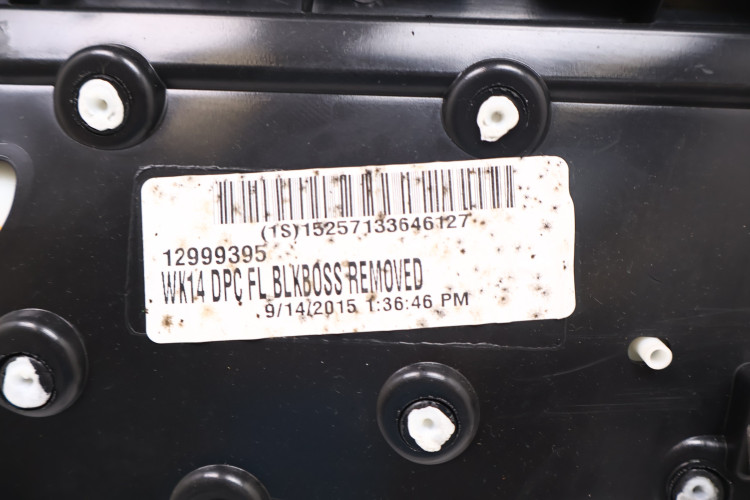 (1S)15257133646127
12999395
WK14 DPC FL BLKBOSS REMOVED
9/14/2015 1:36:46 PM